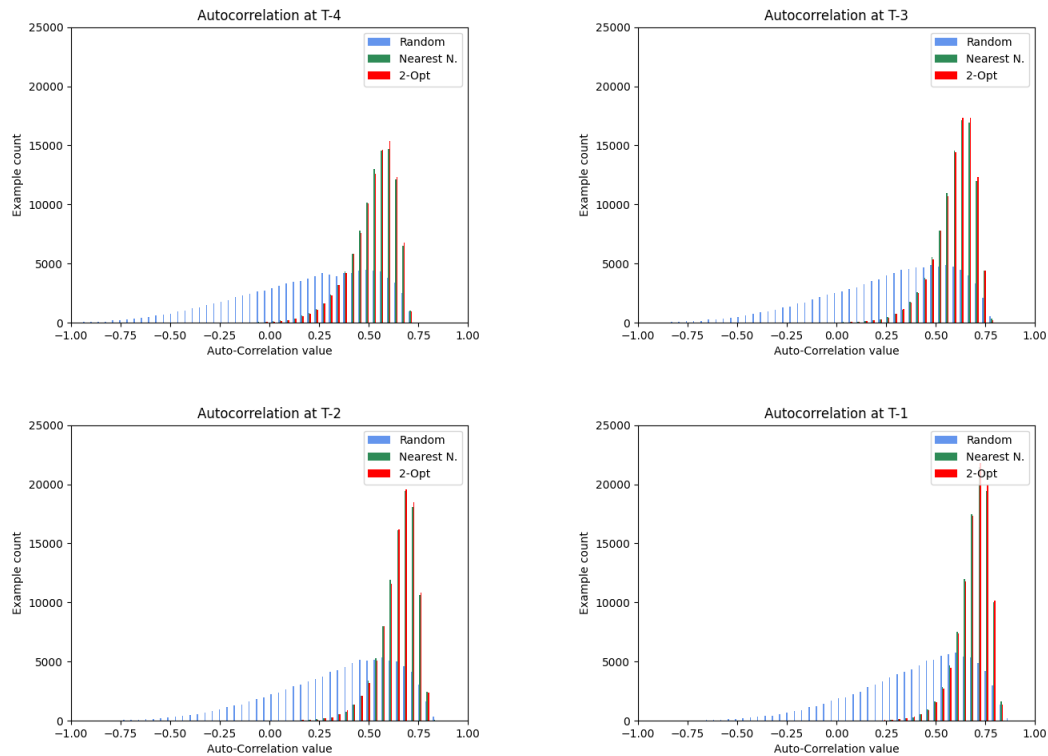 Autocorrelation at T-4
25000
20000
15000
10000
5000
0
Example count
−1.00 −0.75 −0.50 −0.25 0.00 0.25 0.50 0.75 1.00
Auto-Correlation value
Random
Nearest N.
2-Opt
Autocorrelation at T-3
25000
20000
15000
10000
5000
0
Example count
−1.00 −0.75 −0.50 −0.25 0.00 0.25 0.50 0.75 1.00
Auto-Correlation value
Random
Nearest N.
2-Opt
Autocorrelation at T-2
25000
20000
15000
10000
5000
0
Example count
−1.00 −0.75 −0.50 −0.25 0.00 0.25 0.50 0.75 1.00
Auto-Correlation value
Random
Nearest N.
2-Opt
Autocorrelation at T-1
25000
20000
15000
10000
5000
0
Example count
−1.00 −0.75 −0.50 −0.25 0.00 0.25 0.50 0.75 1.00
Auto-Correlation value
Random
Nearest N.
2-Opt